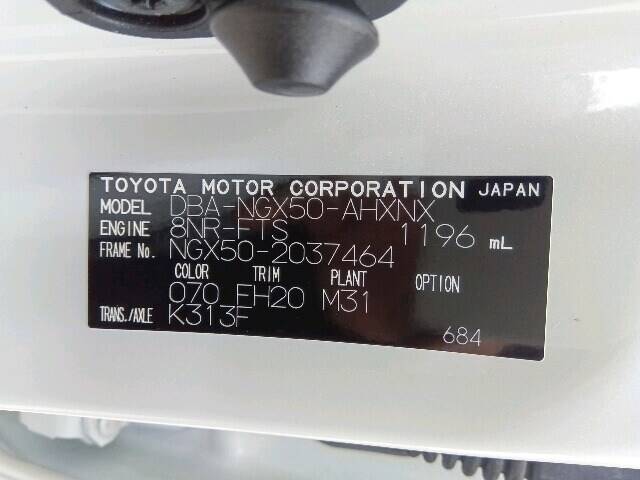 TOYOTA MOTOR CORPORATION JAPAN
MODEL DBA-NGX50-AHXNX
ENGINE 8NR-FTS 1196 mL
FRAME No. NGX50-2037464
COLOR TRIM PLANT OPTION
070 EH20 M31
TRANS./AXLE K313F
684